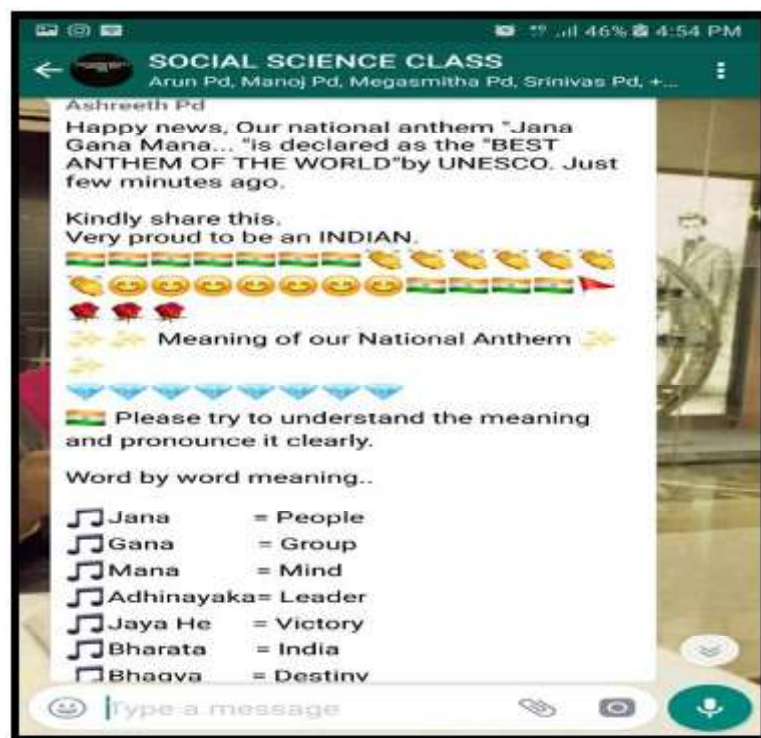 46% 4:54 PM
SOCIAL SCIENCE CLASS
Arun Pd, Manoj Pd, Megasmitha Pd, Srinivas Pd, +...
Ashreeth Pd
Happy news, Our national anthem "Jana
Gana Mana... "is declared as the "BEST
ANTHEM OF THE WORLD"by UNESCO. Just
few minutes ago.
Kindly share this.
Very proud to be an INDIAN.
Meaning of our National Anthem
Please try to understand the meaning
and pronounce it clearly.
Word by word meaning..
Jana = People
Gana = Group
Mana = Mind
Adhinayaka= Leader
Jaya He = Victory
Bharata = India
Bhagya = Destiny
Type a message